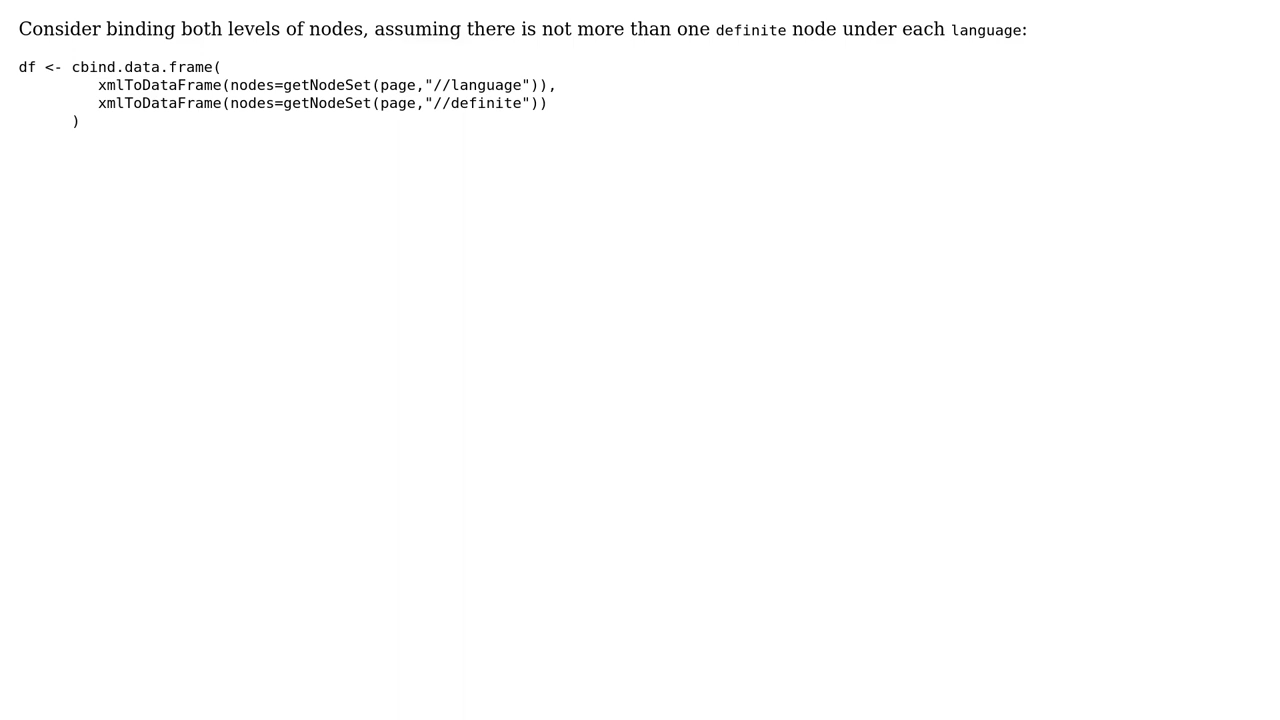 Consider binding both levels of nodes, assuming there is not more than one definite node under each language:
df <- cbind.data.frame(
         xmlToDataFrame(nodes=getNodeSet(page,"//language")),
         xmlToDataFrame(nodes=getNodeSet(page,"//definite"))
      )